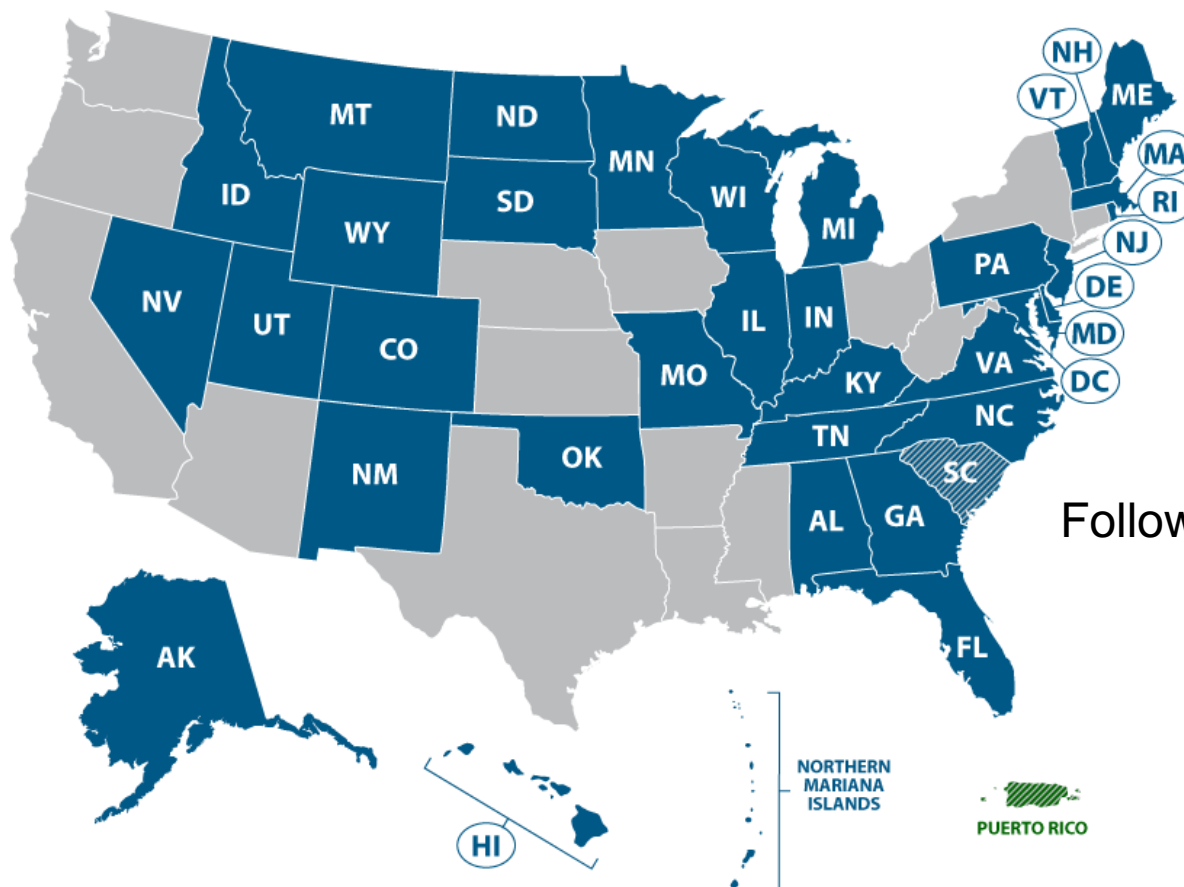 NH
VT
ME
MT
ND
MN
MA
ID
SD
WI
RI
WY
MI
NJ
PA
NV
DE
UT
IL
IN
CO
MD
VA
MO
KY
DC
NC
TN
OK
NM
SC
AL
GA
Follow
FL
AK
NORTHERN
MARIANA
ISLANDS
PUERTO RICO
HI